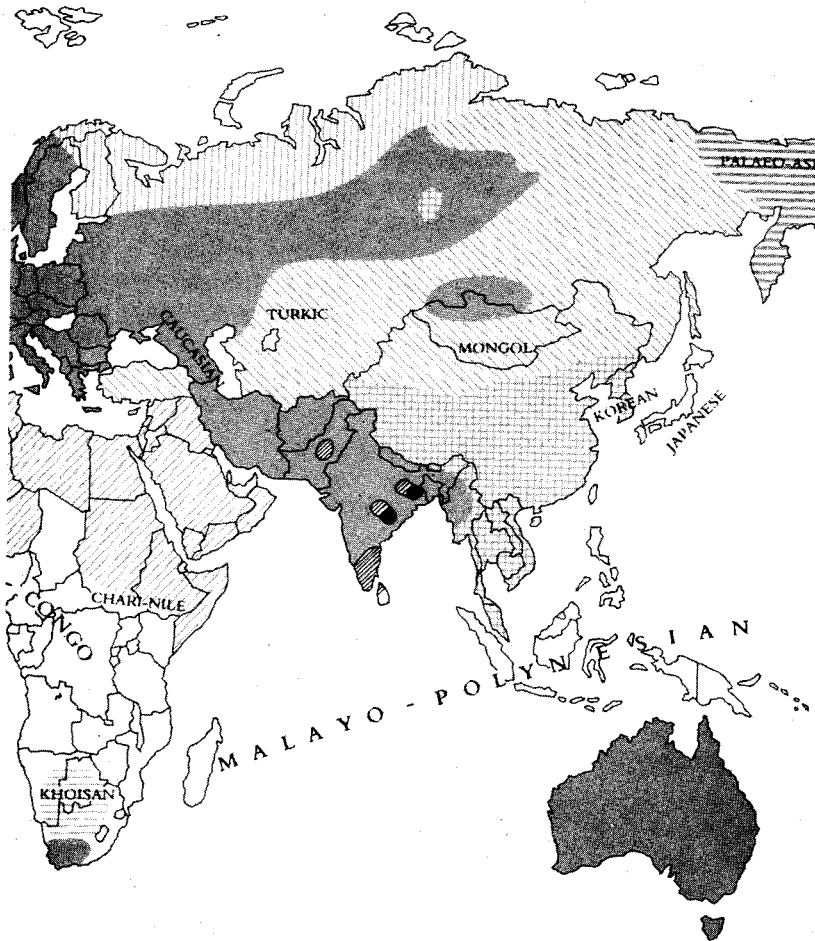 PALAEO-ASI
TURKIC
CAUCASIAN
MONGOL
KOREAN
JAPANESE
CHARI-NILE
CONGO
MALAYO-POLYNESIAN
KHOISAN